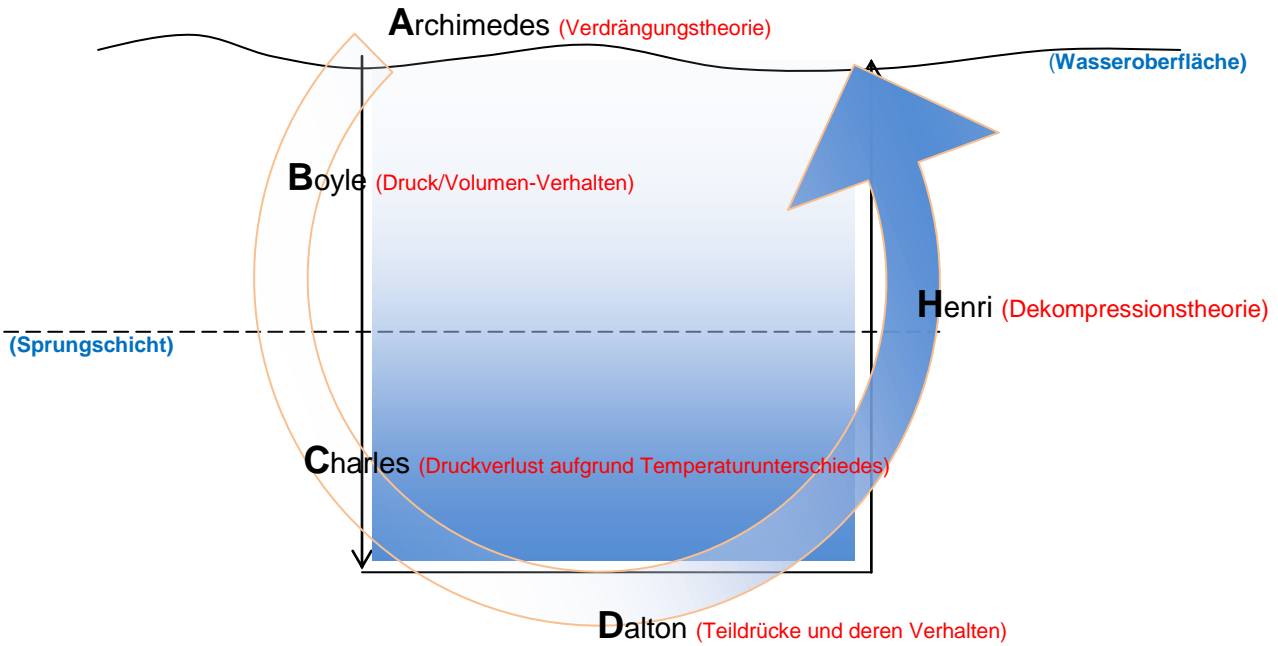 Archimedes (Verdrängungstheorie)
(Wasseroberfläche)
Boyle (Druck/Volumen-Verhalten)
Henri (Dekompressionstheorie)
(Sprungschicht)
Charles (Druckverlust aufgrund Temperaturunterschiedes)
Dalton (Teildrücke und deren Verhalten)